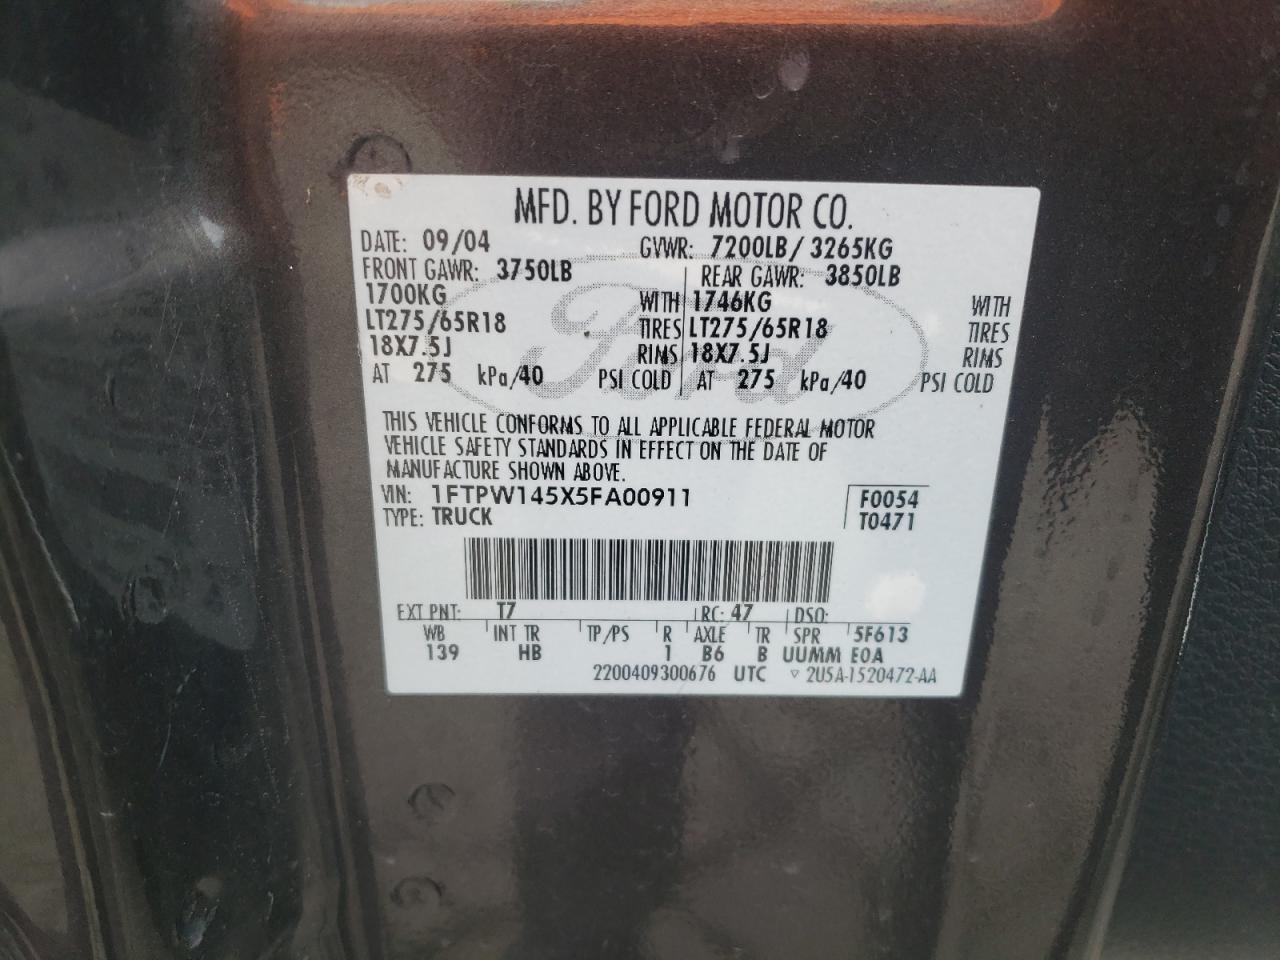 MFD. BY FORD MOTOR CO.
DATE: 09/04 GVWR: 7200LB/ 3265KG
FRONT GAWR: 3750LB REAR GAWR: 3850LB
1700KG WITH 1746KG WITH
LT275/65R18 TIRES LT275/65R18 TIRES
18X7.5J RIMS 18X7.5J RIMS
AT 275 kPa/40 PSI COLD AT 275 kPa/40 PSI COLD
Ford
THIS VEHICLE CONFORMS TO ALL APPLICABLE FEDERAL MOTOR
VEHICLE SAFETY STANDARDS IN EFFECT ON THE DATE OF
MANUFACTURE SHOWN ABOVE.
VIN: 1FTPW145X5FA00911 F0054
TYPE: TRUCK T0471
EXT PNT: T7 RC: 47 DSO:
WB INT TR TP/PS R AXLE TR SPR 5F613
139 HB 1 B6 B UUMM E0A
2200409300676 UTC ▽ 2U5A-1520472-AA